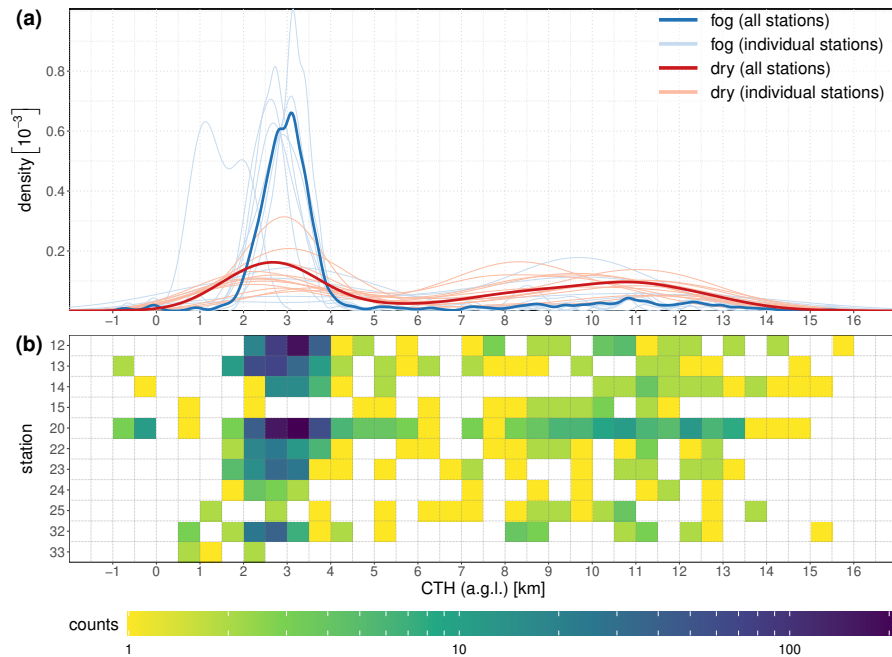 (a)
fog (all stations)
fog (individual stations)
dry (all stations)
dry (individual stations)
density [10⁻³]
0.8
0.6
0.4
0.2
−1 0 1 2 3 4 5 6 7 8 9 10 11 12 13 14 15 16
(b)
station
12
13
14
15
20
22
23
24
25
32
33
−1 0 1 2 3 4 5 6 7 8 9 10 11 12 13 14 15 16
CTH (a.g.l.) [km]
counts
1 10 100